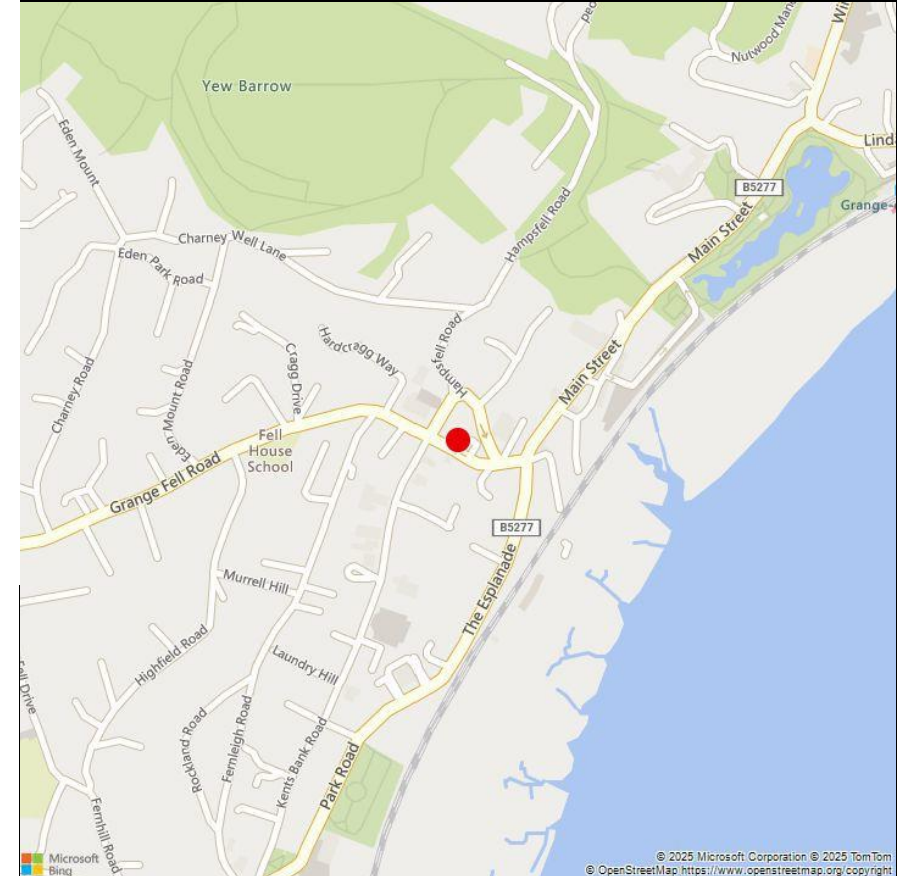 Yew Barrow
Nutwood Mano
Win
Eden Mount
Linda
B5277
Grange-
Main Street
Charney Well Lane
Hampsfell Road
Eden Park Road
Hampsfell Road
Hardcragg Way
Cragg Drive
Main Street
Charney Road
Eden Mount Road
Fell
House
School
Grange Fell Road
B5277
The Esplanade
Murrell Hill
Highfield Road
Laundry Hill
Fell Drive
Rockland Road
Fernleigh Road
Kents Bank Road
Park Road
Fernhill Road
Microsoft
Bing
© 2025 Microsoft Corporation © 2025 TomTom
© OpenStreetMap https://www.openstreetmap.org/copyright